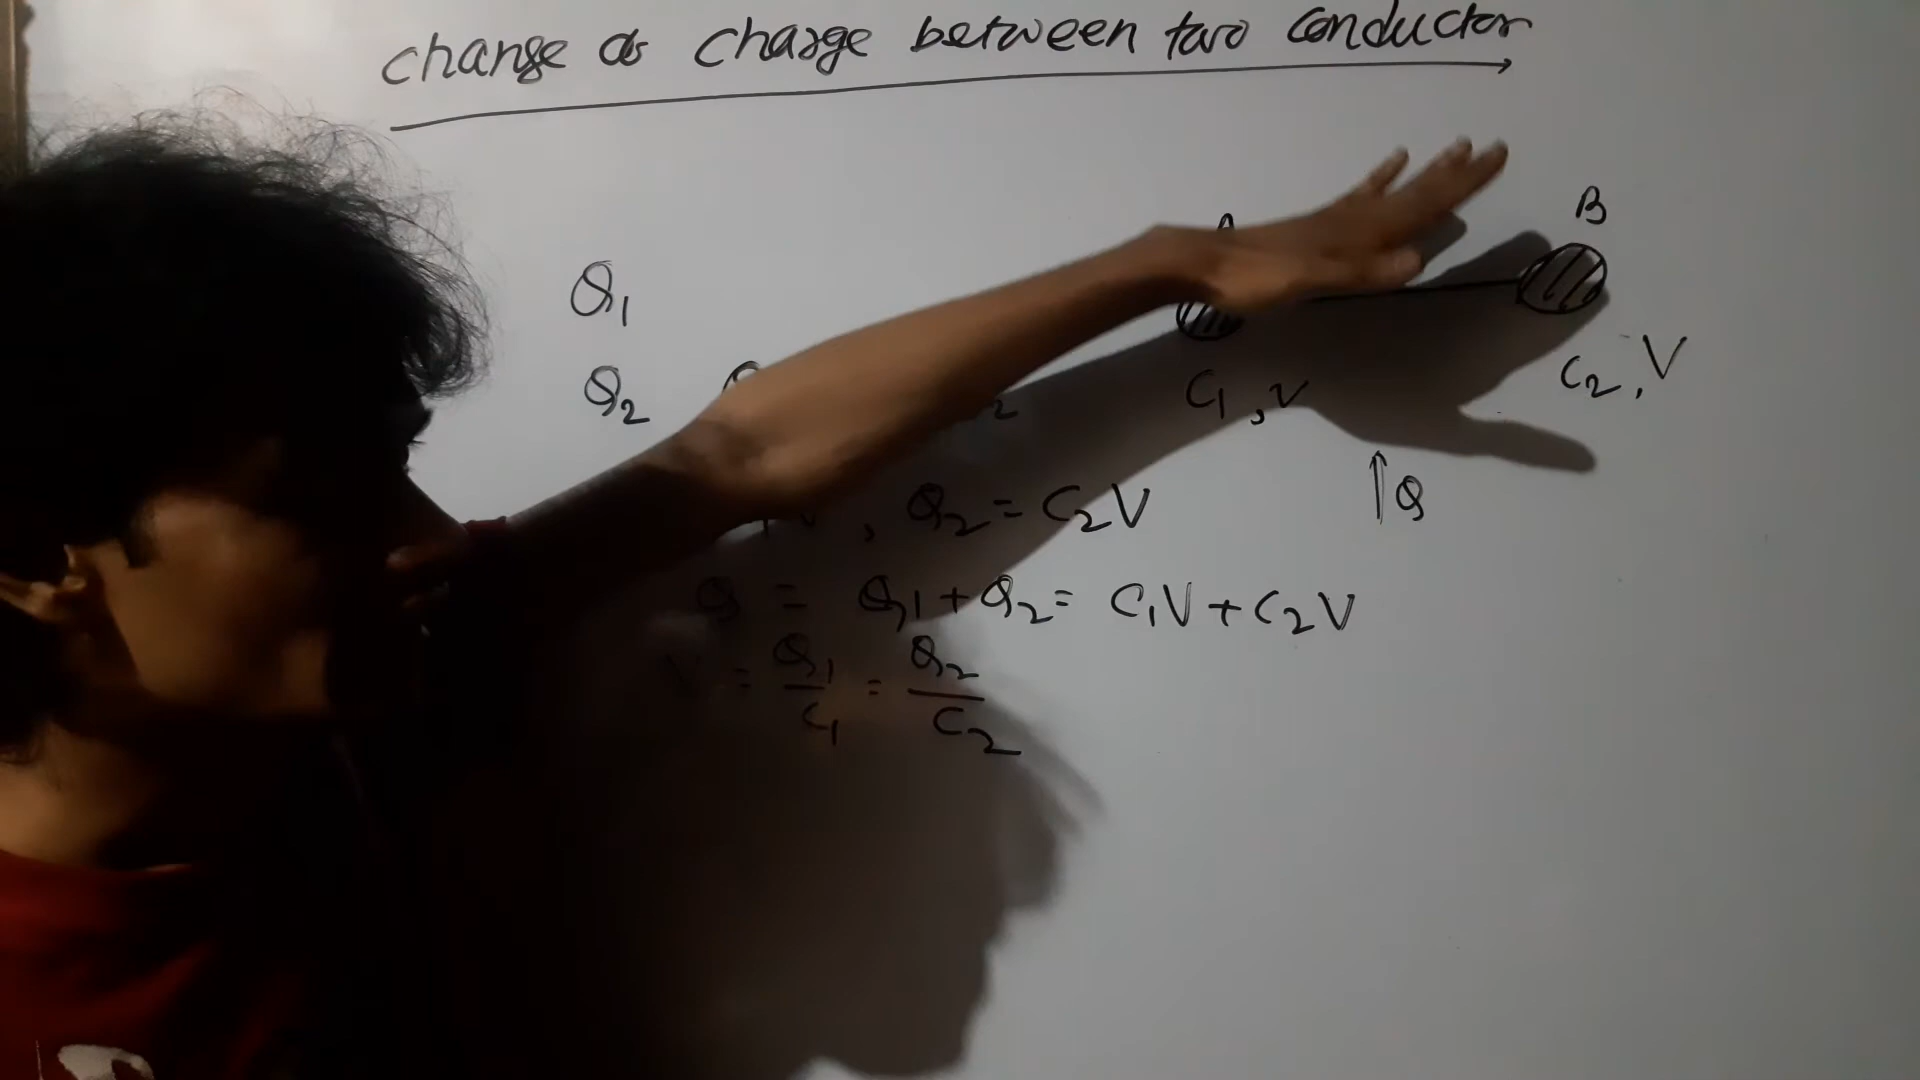 change as charge between two conductor
B
Q1
Q2
C1, V
C2, V
↑Q
V, Q2 = C2V
Q = Q1 + Q2 = C1V + C2V
V = Q1/C1 = Q2/C2